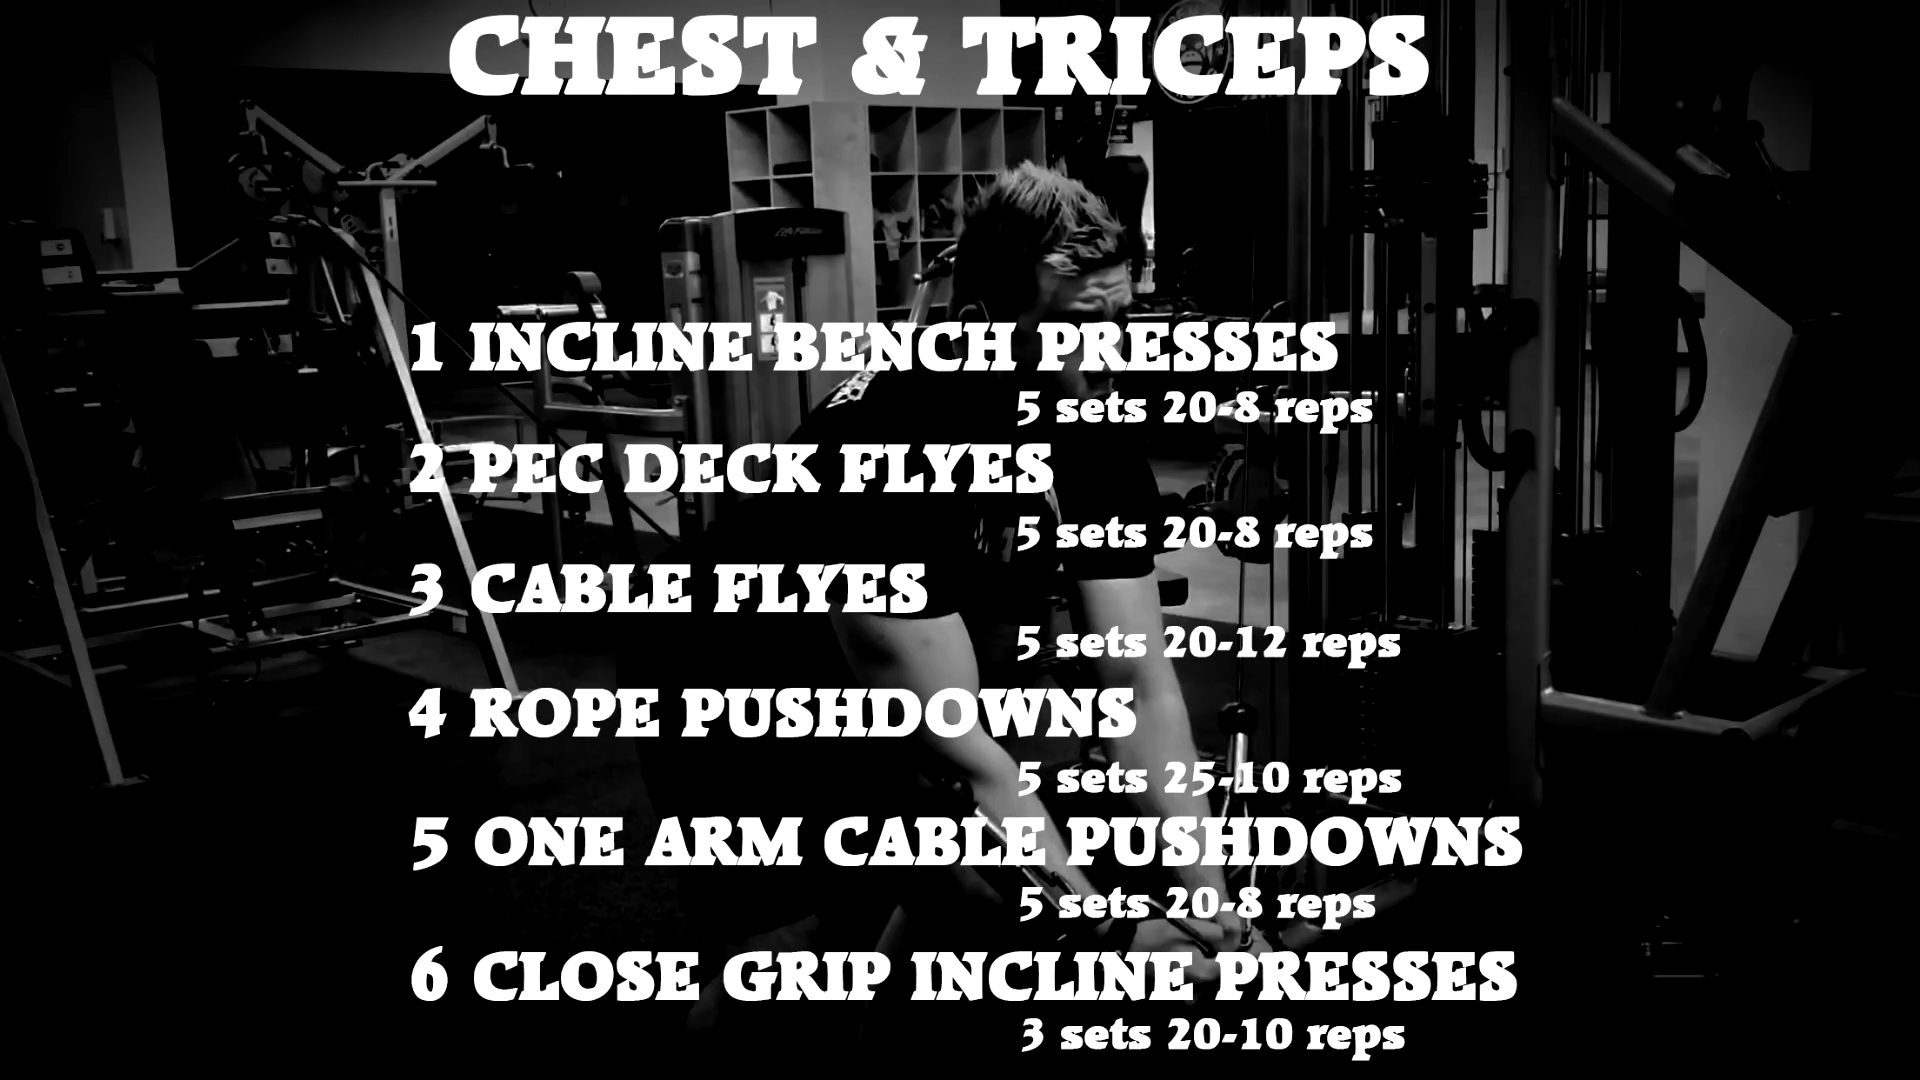 CHEST & TRICEPS
1 INCLINE BENCH PRESSES
5 sets 20-8 reps
2 PEC DECK FLYES
5 sets 20-8 reps
3 CABLE FLYES
5 sets 20-12 reps
4 ROPE PUSHDOWNS
5 sets 25-10 reps
5 ONE ARM CABLE PUSHDOWNS
5 sets 20-8 reps
6 CLOSE GRIP INCLINE PRESSES
3 sets 20-10 reps